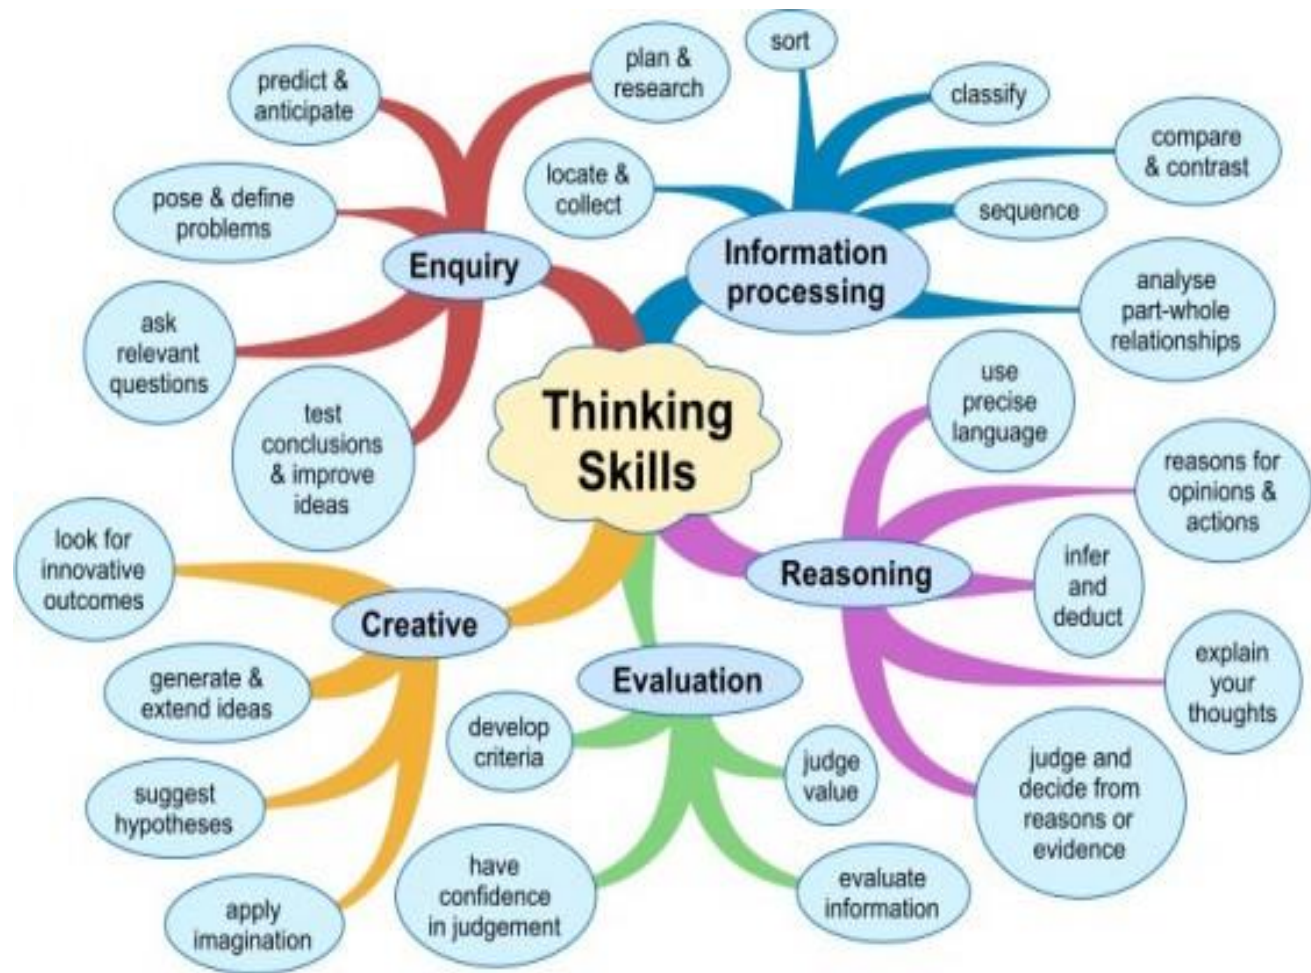 Thinking
Skills
Enquiry
predict &
anticipate
plan &
research
pose & define
problems
ask
relevant
questions
test
conclusions
& improve
ideas
Information
processing
sort
classify
compare
& contrast
locate &
collect
sequence
analyse
part-whole
relationships
Reasoning
use
precise
language
reasons for
opinions &
actions
infer
and
deduct
explain
your
thoughts
judge and
decide from
reasons or
evidence
Evaluation
develop
criteria
judge
value
have
confidence
in judgement
evaluate
information
Creative
look for
innovative
outcomes
generate &
extend ideas
suggest
hypotheses
apply
imagination